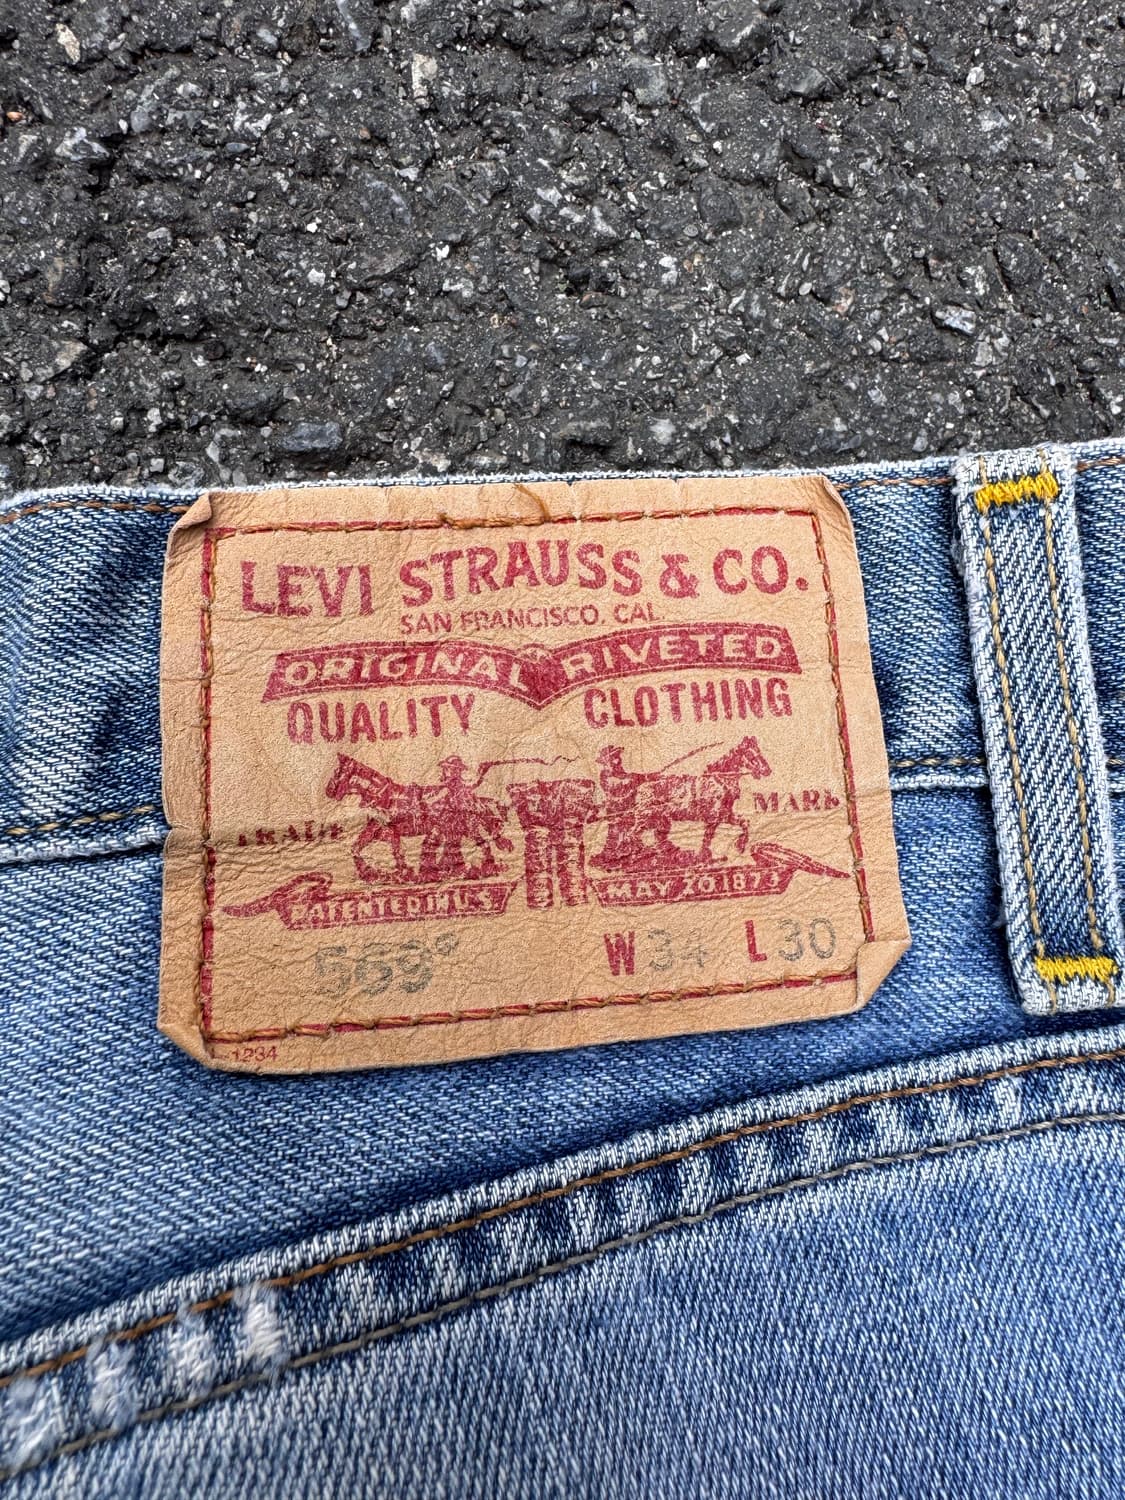 LEVI STRAUSS & CO.
SAN FRANCISCO, CAL.
ORIGINAL RIVETED
QUALITY CLOTHING
TRADE MARK
PATENTED IN U.S. MAY 20 1873
569® W34 L30
1234